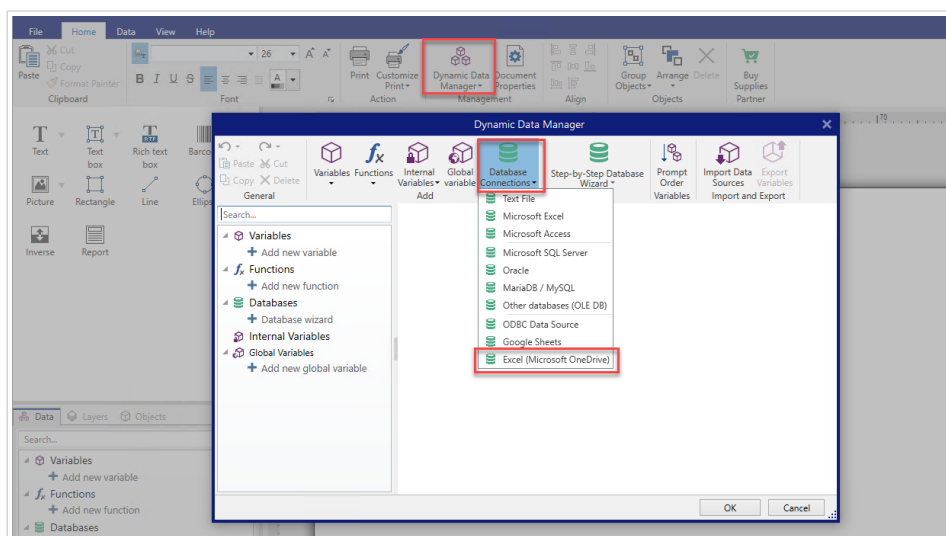 File Home Data View Help
Cut
Copy
Format Painter
Paste
Clipboard
26
B I U S
Font
Print
Customize Print
Action
Dynamic Data Manager
Document Properties
Management
Align
Group Objects
Arrange
Delete
Objects
Buy Supplies
Partner
70
Text
Text box
Rich text box
Picture
Rectangle
Line
Inverse
Report
Dynamic Data Manager
Paste Cut
Copy Delete
General
Variables
Functions
Internal Variables
Global variable
Database Connections
Step-by-Step Database Wizard
Add
Prompt Order
Variables
Import Data Sources
Export Variables
Import and Export
Search...
Variables
Add new variable
Functions
Add new function
Databases
Database wizard
Internal Variables
Global Variables
Add new global variable
Text File
Microsoft Excel
Microsoft Access
Microsoft SQL Server
Oracle
MariaDB / MySQL
Other databases (OLE DB)
ODBC Data Source
Google Sheets
Excel (Microsoft OneDrive)
OK Cancel
Data Layers Objects
Search...
Variables
Add new variable
Functions
Add new function
Databases